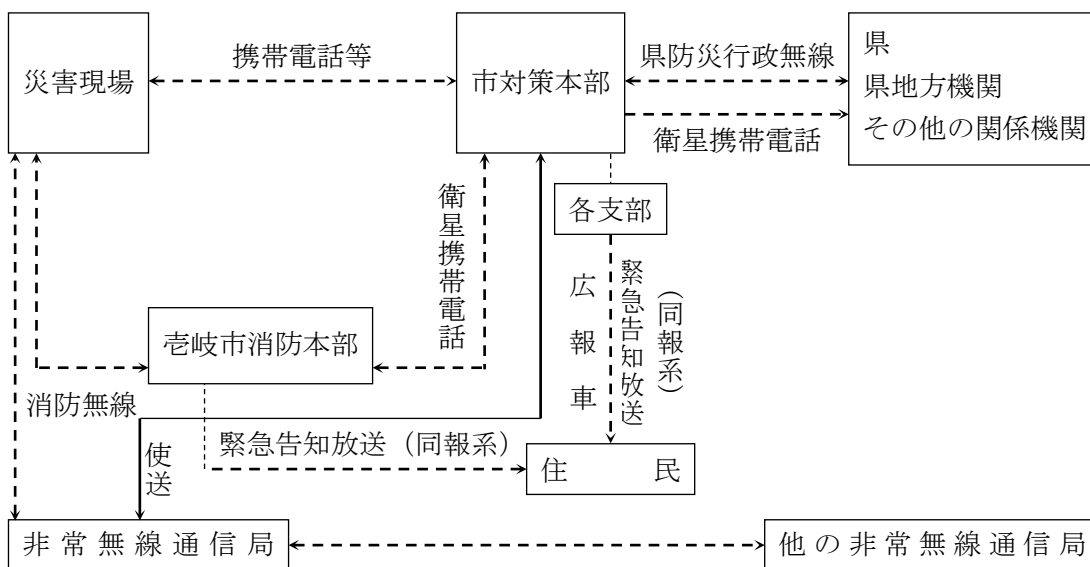 災害現場
携帯電話等
市対策本部
県防災行政無線
衛星携帯電話
県
県地方機関
その他の関係機関
衛星携帯電話
各支部
広報車
緊急告知放送
（同報系）
壱岐市消防本部
消防無線
使送
緊急告知放送（同報系）
住　　民
非常無線通信局
他の非常無線通信局